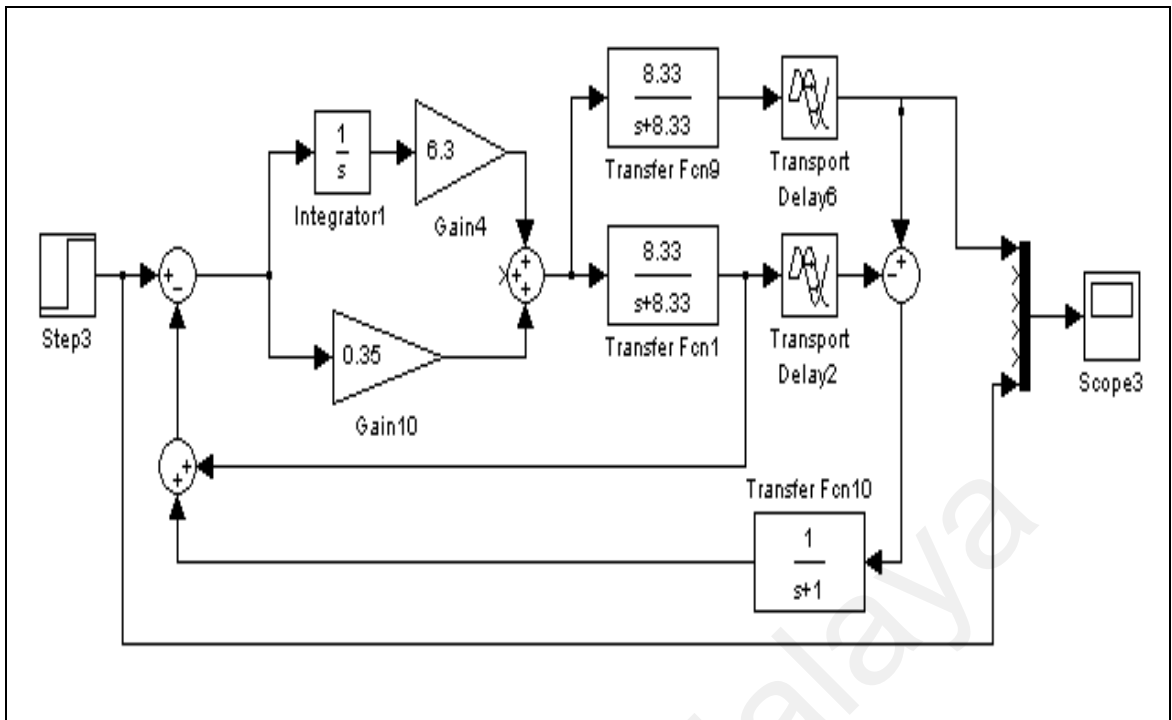 8.33
s+8.33
Transfer Fcn9
Transport
Delay6
1
s
Integrator1
6.3
Gain4
Step3
+
−
+
+
+
8.33
s+8.33
Transfer Fcn1
Transport
Delay2
+
−
Scope3
0.35
Gain10
+
+
Transfer Fcn10
1
s+1
alaya